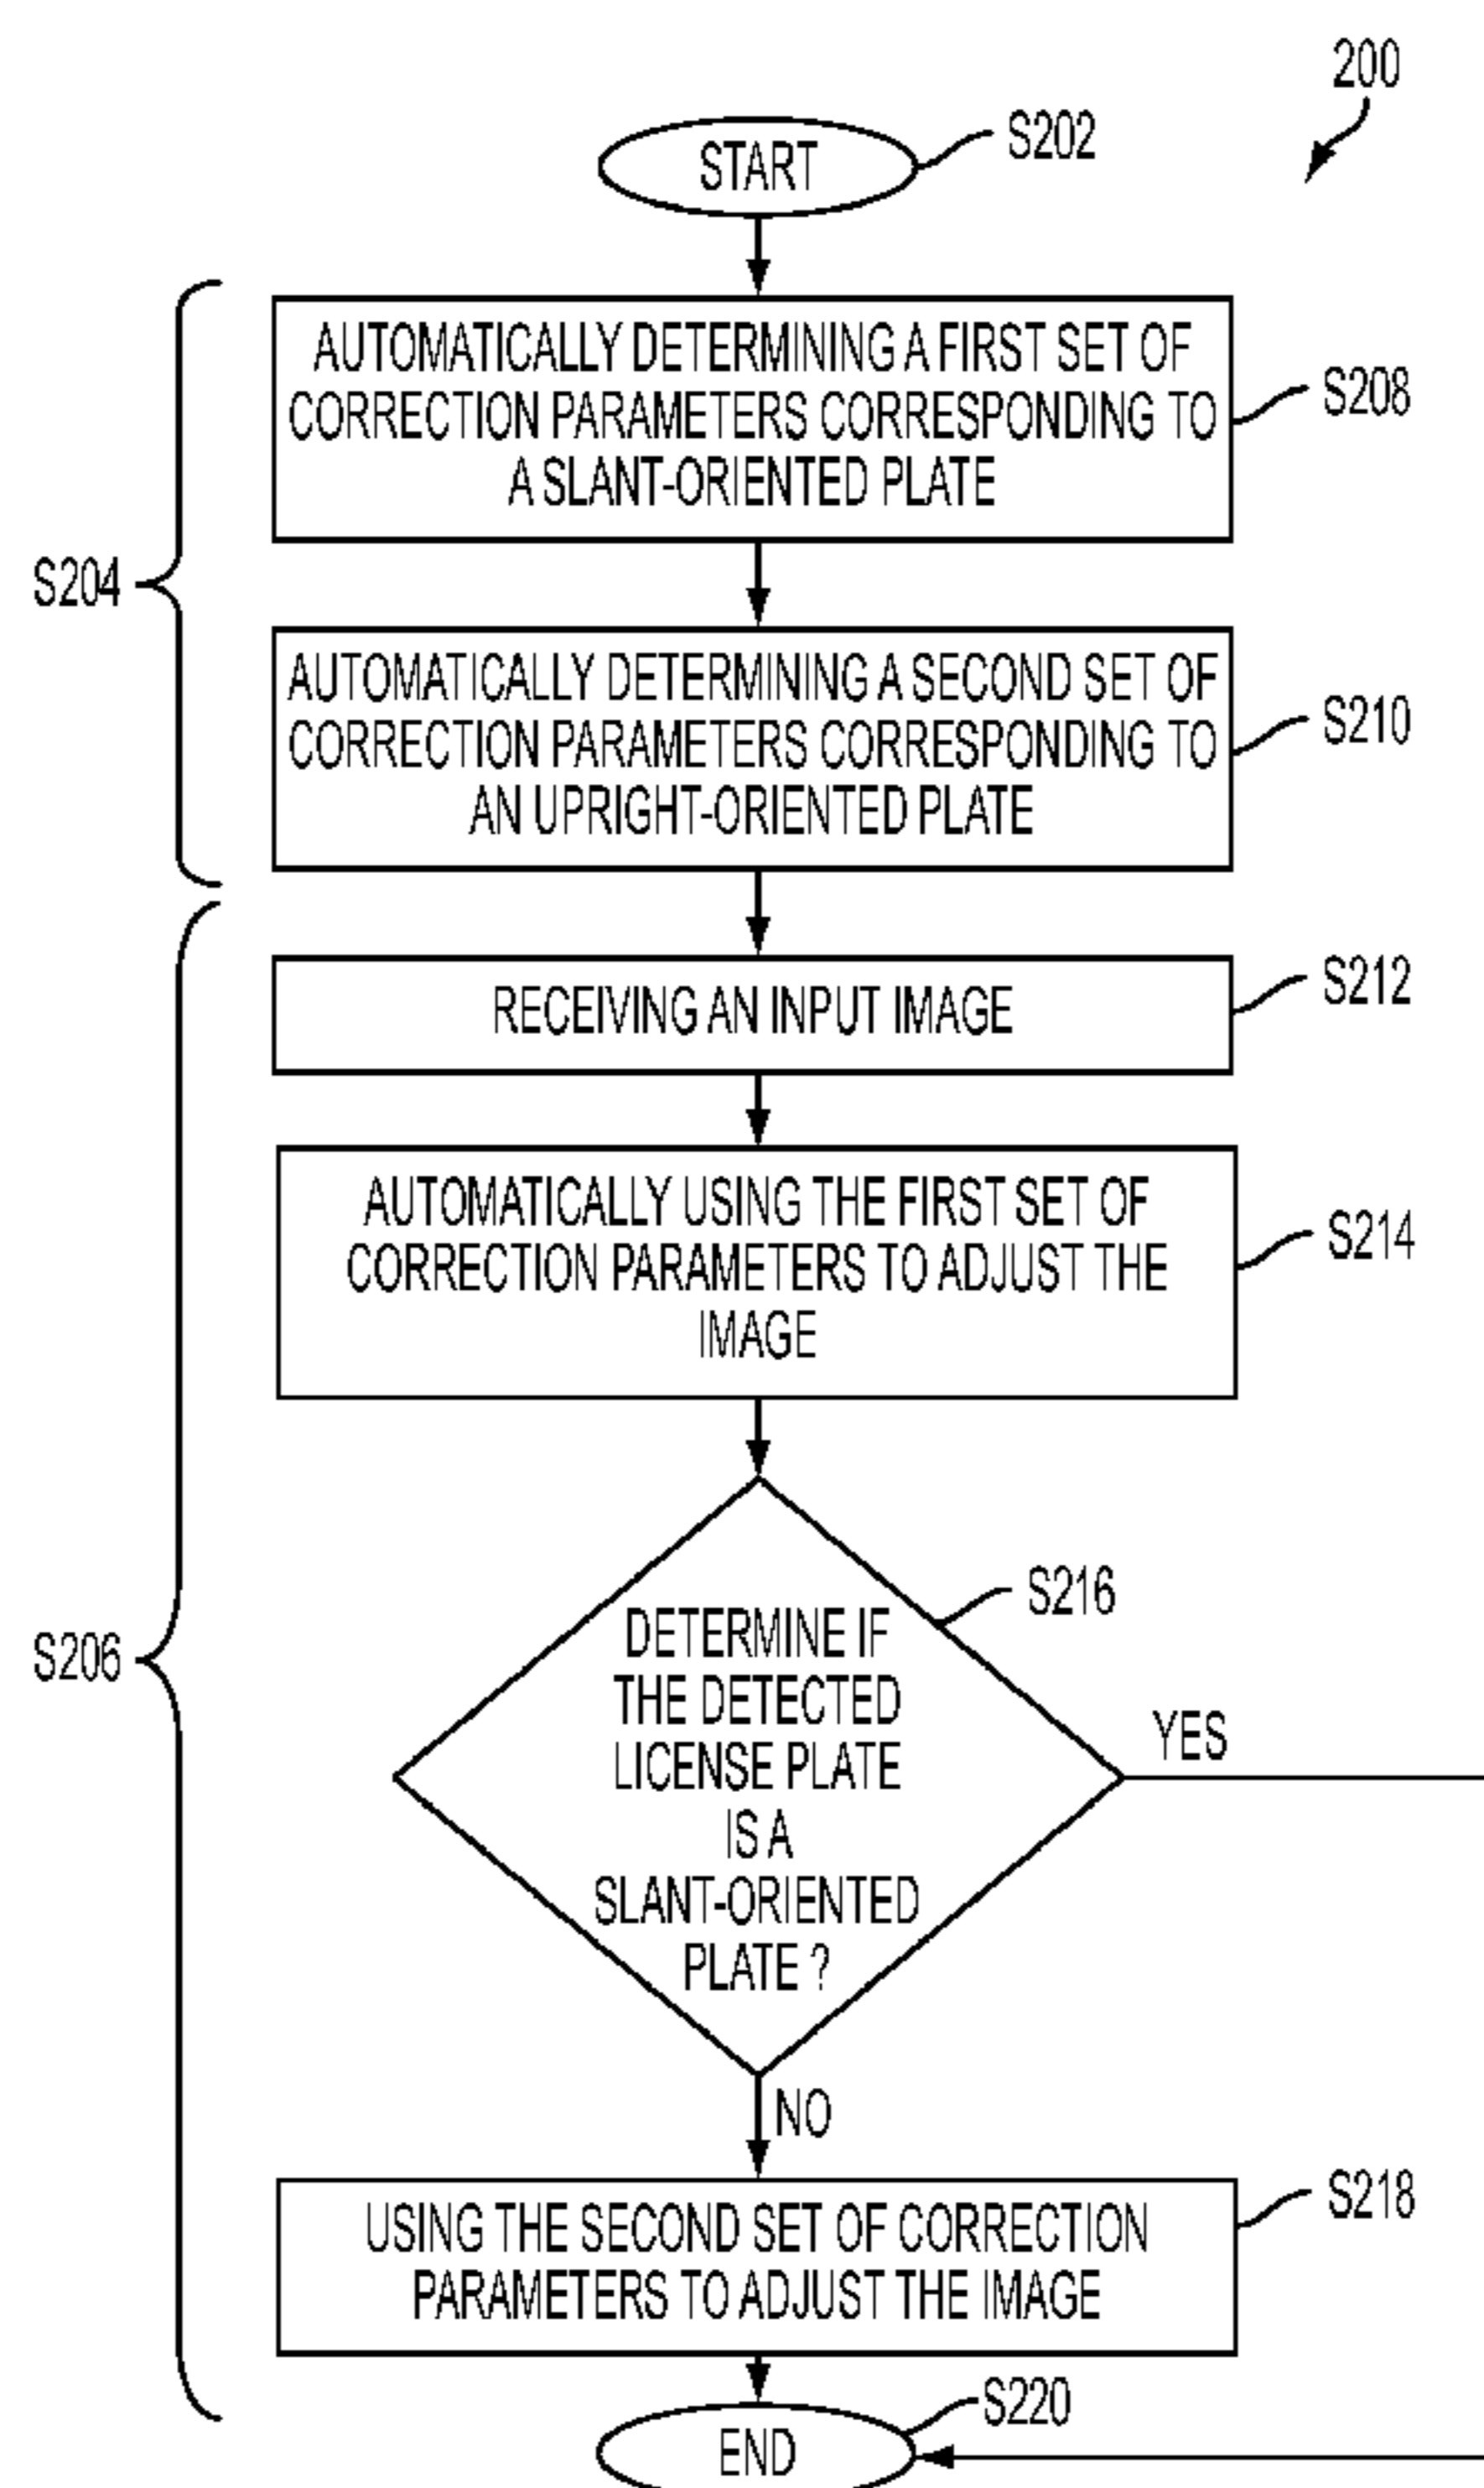 200
START
S202
AUTOMATICALLY DETERMINING A FIRST SET OF
CORRECTION PARAMETERS CORRESPONDING TO
A SLANT-ORIENTED PLATE
S208
S204
AUTOMATICALLY DETERMINING A SECOND SET OF
CORRECTION PARAMETERS CORRESPONDING TO
AN UPRIGHT-ORIENTED PLATE
S210
RECEIVING AN INPUT IMAGE
S212
AUTOMATICALLY USING THE FIRST SET OF
CORRECTION PARAMETERS TO ADJUST THE
IMAGE
S214
S206
DETERMINE IF
THE DETECTED
LICENSE PLATE
IS A
SLANT-ORIENTED
PLATE ?
S216
YES
NO
USING THE SECOND SET OF CORRECTION
PARAMETERS TO ADJUST THE IMAGE
S218
END
S220